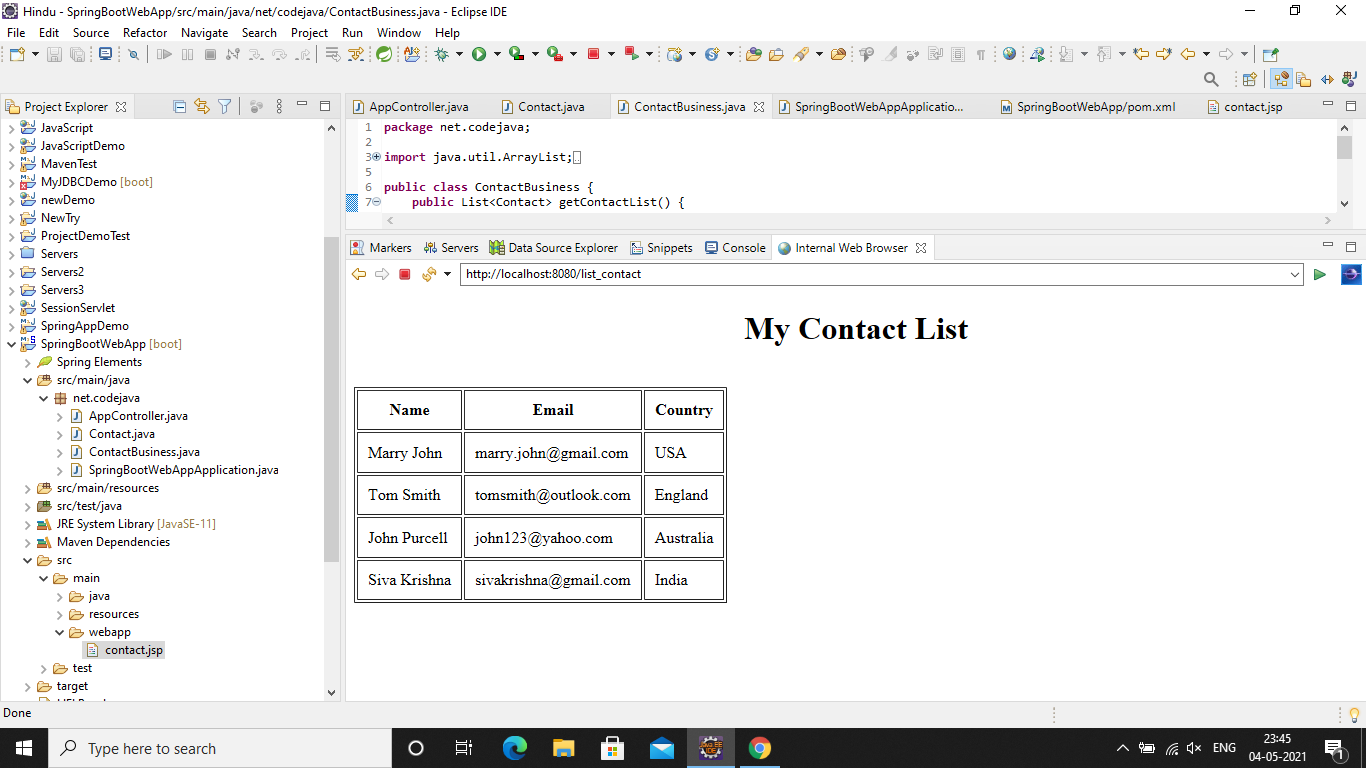 Hindu - SpringBootWebApp/src/main/java/net/codejava/ContactBusiness.java - Eclipse IDE
File Edit Source Refactor Navigate Search Project Run Window Help
Project Explorer
JavaScript
JavaScriptDemo
MavenTest
MyJDBCDemo [boot]
newDemo
NewTry
ProjectDemoTest
Servers
Servers2
Servers3
SessionServlet
SpringAppDemo
SpringBootWebApp [boot]
Spring Elements
src/main/java
net.codejava
AppController.java
Contact.java
ContactBusiness.java
SpringBootWebAppApplication.java
src/main/resources
src/test/java
JRE System Library [JavaSE-11]
Maven Dependencies
src
main
java
resources
webapp
contact.jsp
test
target
AppController.java Contact.java ContactBusiness.java SpringBootWebAppApplicatio... SpringBootWebApp/pom.xml contact.jsp
1 package net.codejava;
2
3 import java.util.ArrayList;
5
6 public class ContactBusiness {
7 public List<Contact> getContactList() {
Markers Servers Data Source Explorer Snippets Console Internal Web Browser
http://localhost:8080/list_contact
My Contact List
Name Email Country
Marry John marry.john@gmail.com USA
Tom Smith tomsmith@outlook.com England
John Purcell john123@yahoo.com Australia
Siva Krishna sivakrishna@gmail.com India
Done
Type here to search
ENG
23:45
04-05-2021
1